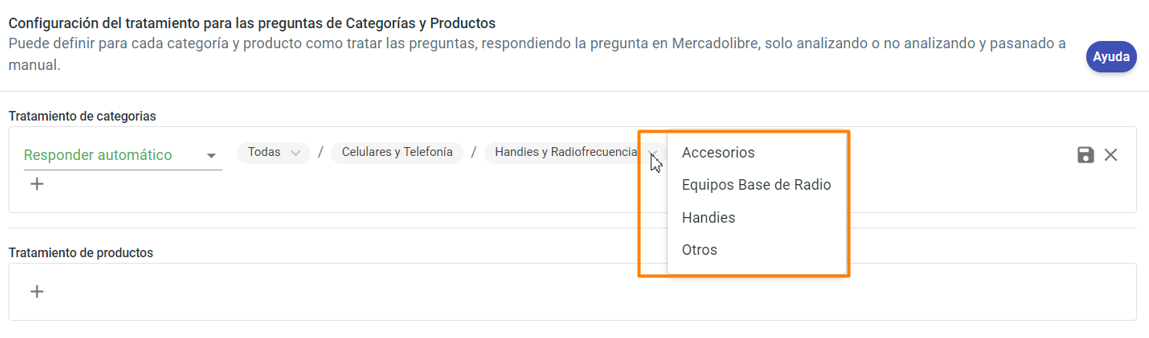 Configuración del tratamiento para las preguntas de Categorías y Productos
Puede definir para cada categoría y producto como tratar las preguntas, respondiendo la pregunta en Mercadolibre, solo analizando o no analizando y pasanado a
manual.
Ayuda
Tratamiento de categorias
Responder automático
Todas / Celulares y Telefonía / Handies y Radiofrecuencia
Accesorios
Equipos Base de Radio
Handies
Otros
Tratamiento de productos